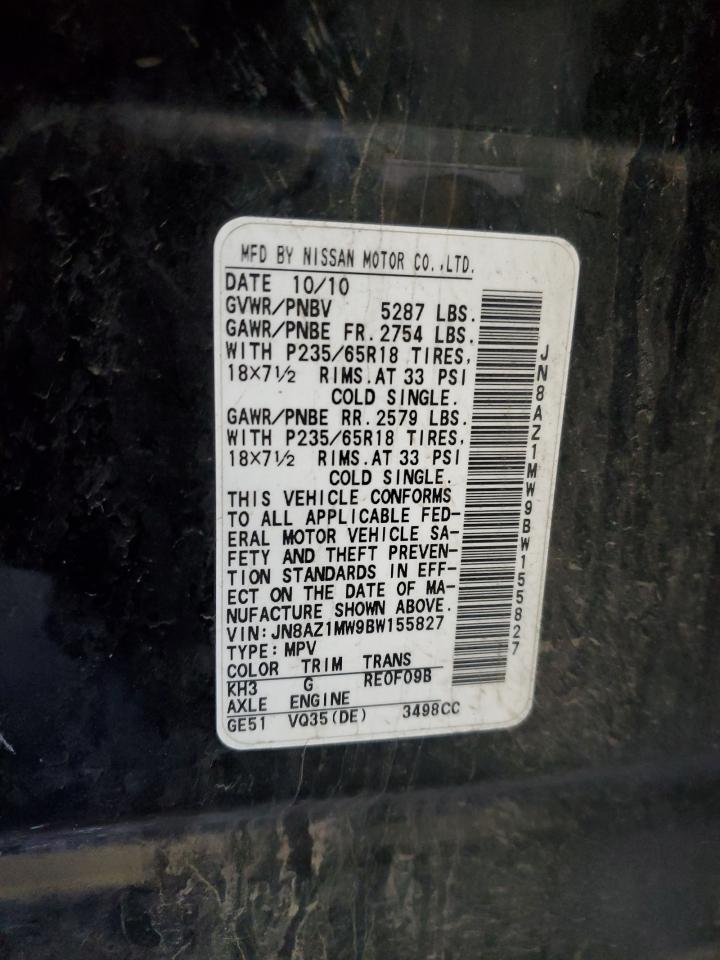 MFD BY NISSAN MOTOR CO.,LTD.
DATE 10/10
GVWR/PNBV 5287 LBS.
GAWR/PNBE FR.2754 LBS.
WITH P235/65R18 TIRES,
18×7½ RIMS.AT 33 PSI
COLD SINGLE.
GAWR/PNBE RR.2579 LBS.
WITH P235/65R18 TIRES,
18×7½ RIMS.AT 33 PSI
COLD SINGLE.
THIS VEHICLE CONFORMS
TO ALL APPLICABLE FED-
ERAL MOTOR VEHICLE SA-
FETY AND THEFT PREVEN-
TION STANDARDS IN EFF-
ECT ON THE DATE OF MA-
NUFACTURE SHOWN ABOVE.
VIN:JN8AZ1MW9BW155827
TYPE:MPV
COLOR TRIM TRANS
KH3 G RE0F09B
AXLE ENGINE
GE51 VQ35(DE) 3498CC
JN8AZ1MW9BW155827